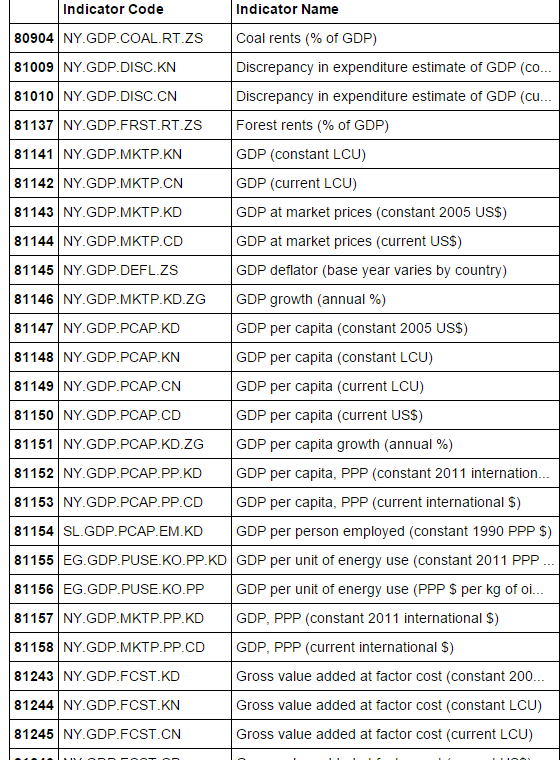 Indicator Code Indicator Name
80904 NY.GDP.COAL.RT.ZS Coal rents (% of GDP)
81009 NY.GDP.DISC.KN Discrepancy in expenditure estimate of GDP (co...
81010 NY.GDP.DISC.CN Discrepancy in expenditure estimate of GDP (cu...
81137 NY.GDP.FRST.RT.ZS Forest rents (% of GDP)
81141 NY.GDP.MKTP.KN GDP (constant LCU)
81142 NY.GDP.MKTP.CN GDP (current LCU)
81143 NY.GDP.MKTP.KD GDP at market prices (constant 2005 US$)
81144 NY.GDP.MKTP.CD GDP at market prices (current US$)
81145 NY.GDP.DEFL.ZS GDP deflator (base year varies by country)
81146 NY.GDP.MKTP.KD.ZG GDP growth (annual %)
81147 NY.GDP.PCAP.KD GDP per capita (constant 2005 US$)
81148 NY.GDP.PCAP.KN GDP per capita (constant LCU)
81149 NY.GDP.PCAP.CN GDP per capita (current LCU)
81150 NY.GDP.PCAP.CD GDP per capita (current US$)
81151 NY.GDP.PCAP.KD.ZG GDP per capita growth (annual %)
81152 NY.GDP.PCAP.PP.KD GDP per capita, PPP (constant 2011 internation...
81153 NY.GDP.PCAP.PP.CD GDP per capita, PPP (current international $)
81154 SL.GDP.PCAP.EM.KD GDP per person employed (constant 1990 PPP $)
81155 EG.GDP.PUSE.KO.PP.KD GDP per unit of energy use (constant 2011 PPP ...
81156 EG.GDP.PUSE.KO.PP GDP per unit of energy use (PPP $ per kg of oi...
81157 NY.GDP.MKTP.PP.KD GDP, PPP (constant 2011 international $)
81158 NY.GDP.MKTP.PP.CD GDP, PPP (current international $)
81243 NY.GDP.FCST.KD Gross value added at factor cost (constant 200...
81244 NY.GDP.FCST.KN Gross value added at factor cost (constant LCU)
81245 NY.GDP.FCST.CN Gross value added at factor cost (current LCU)